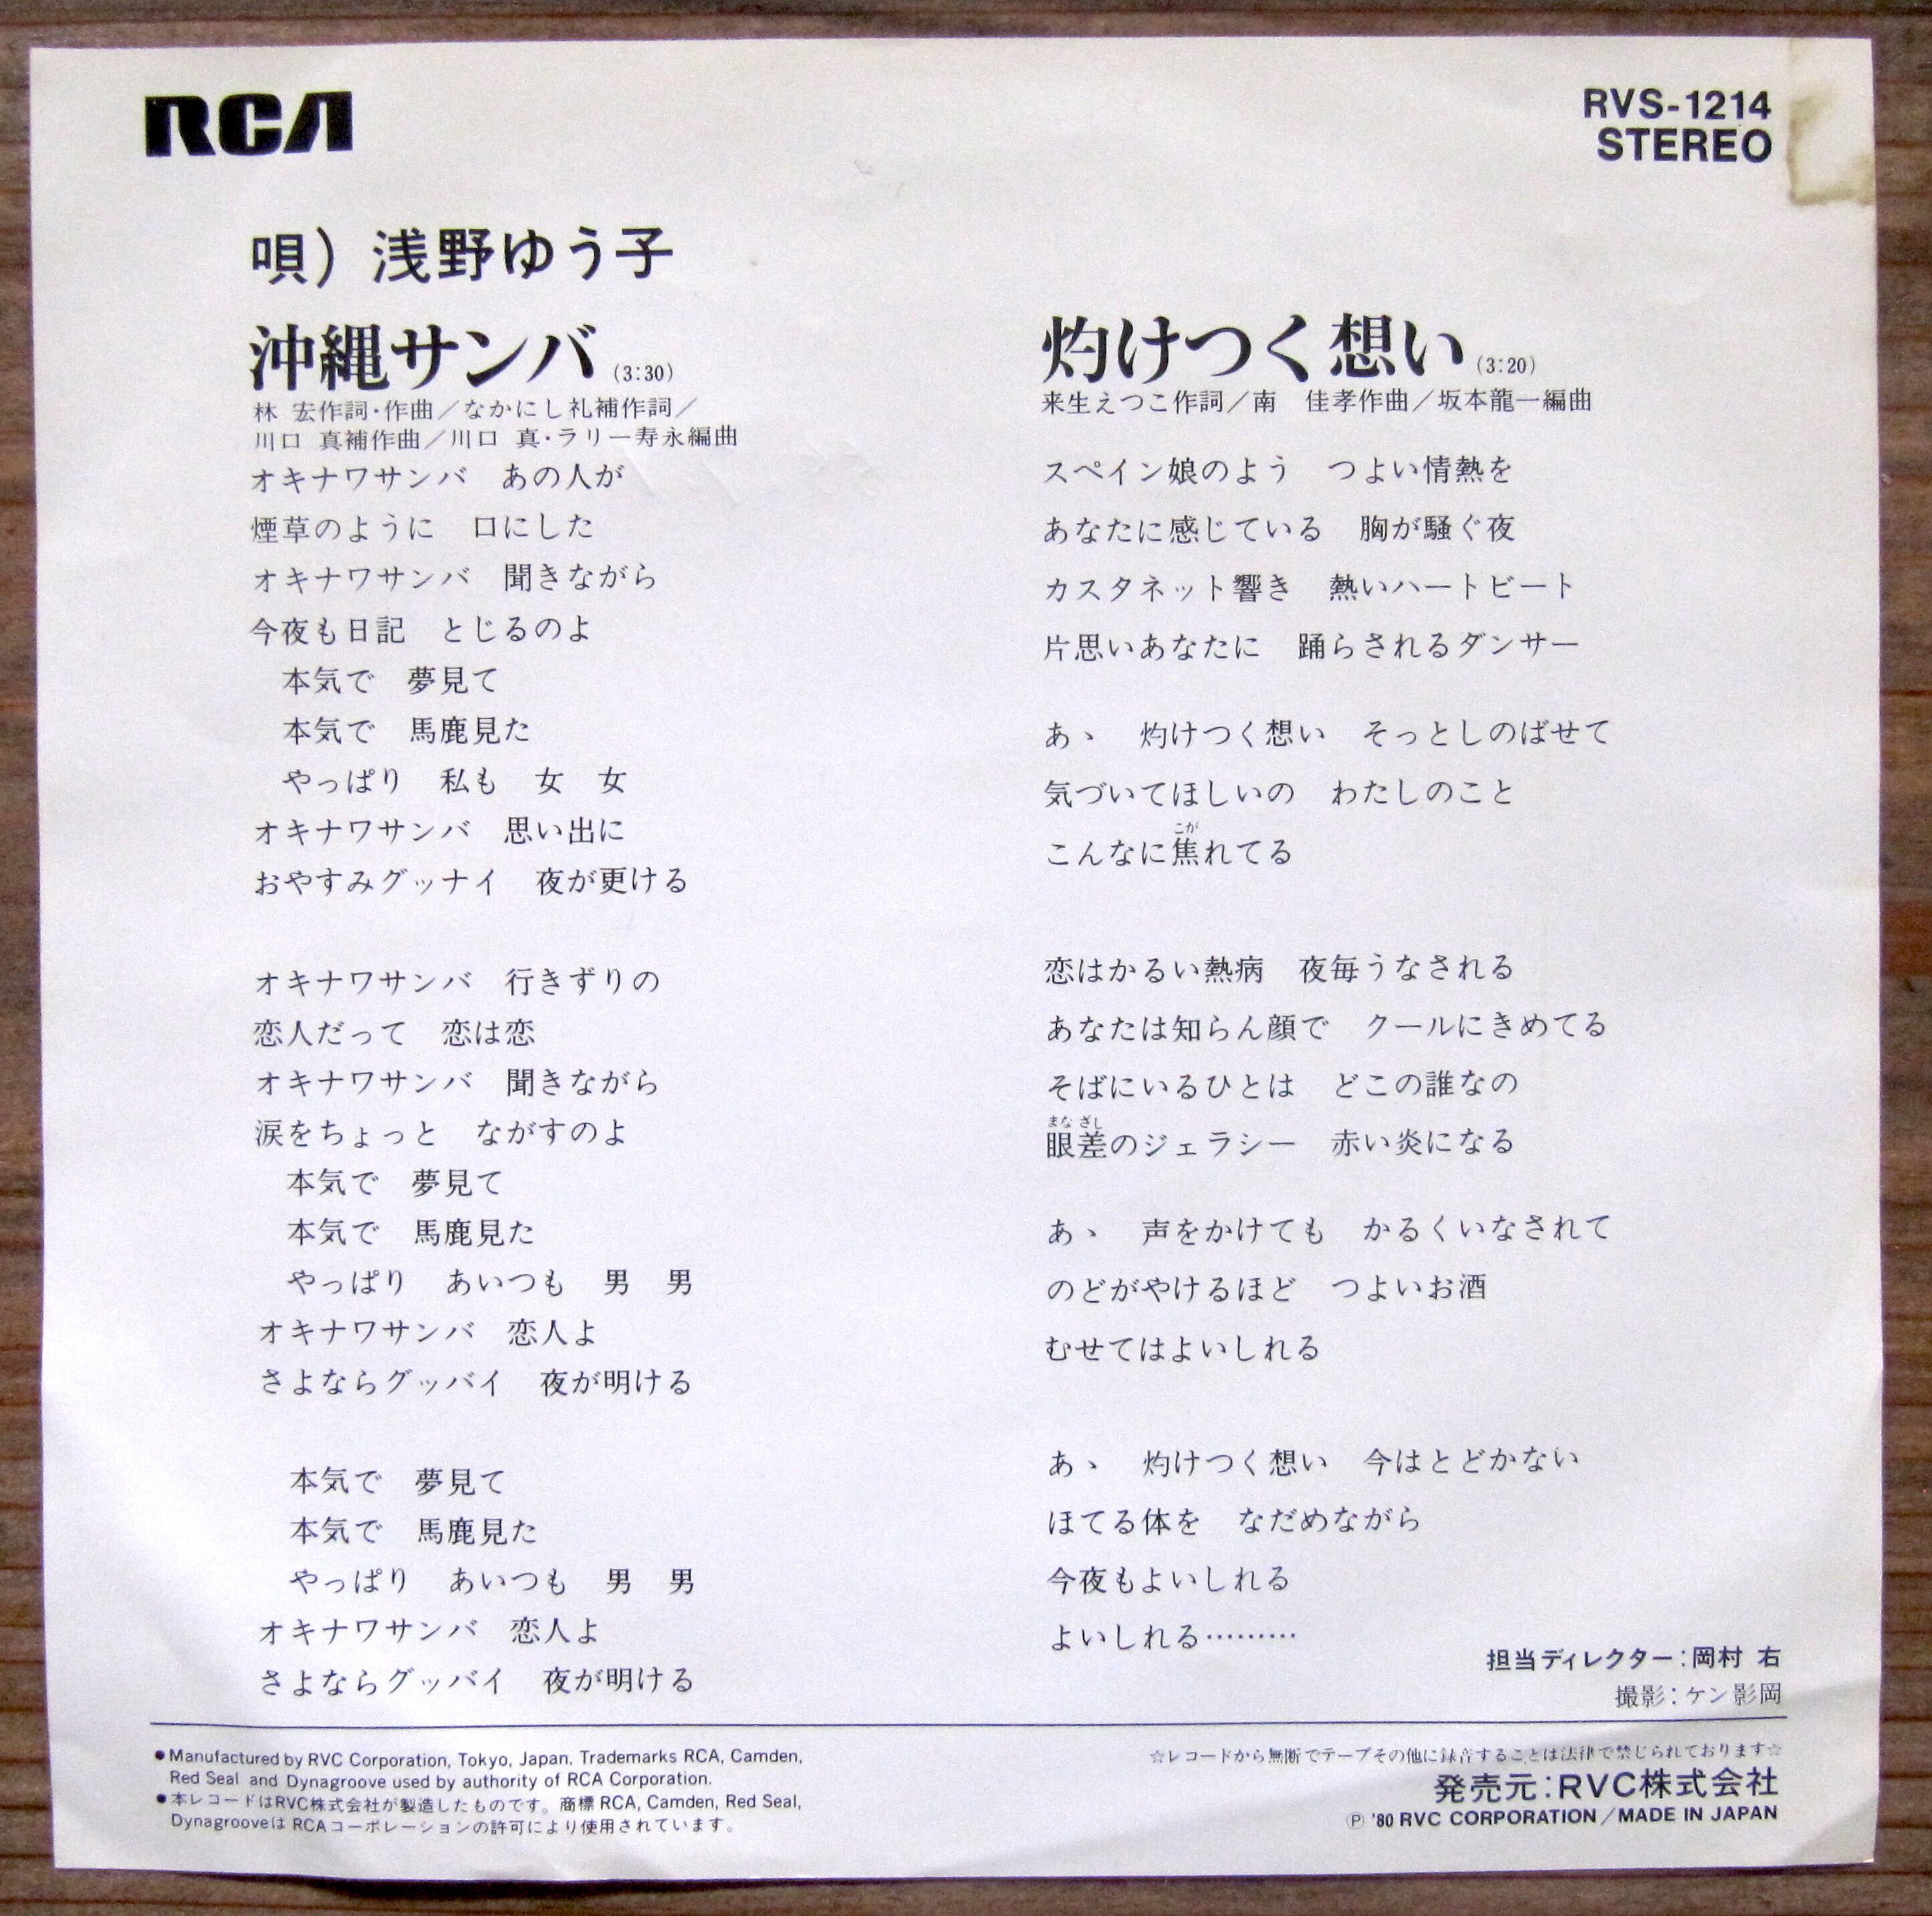 RCA
RVS-1214
STEREO
唄）浅野ゆう子
沖縄サンバ(3:30)
林 宏作詞・作曲／なかにし礼補作詞／
川口 真補作曲／川口 真・ラリー寿永編曲
オキナワサンバ　あの人が
煙草のように　口にした
オキナワサンバ　聞きながら
今夜も日記　とじるのよ
本気で　夢見て
本気で　馬鹿見た
やっぱり　私も　女　女
オキナワサンバ　思い出に
おやすみグッナイ　夜が更ける
オキナワサンバ　行きずりの
恋人だって　恋は恋
オキナワサンバ　聞きながら
涙をちょっと　ながすのよ
本気で　夢見て
本気で　馬鹿見た
やっぱり　あいつも　男　男
オキナワサンバ　恋人よ
さよならグッバイ　夜が明ける
本気で　夢見て
本気で　馬鹿見た
やっぱり　あいつも　男　男
オキナワサンバ　恋人よ
さよならグッバイ　夜が明ける
灼けつく想い(3:20)
来生えつこ作詞／南　佳孝作曲／坂本龍一編曲
スペイン娘のよう　つよい情熱を
あなたに感じている　胸が騒ぐ夜
カスタネット響き　熱いハートビート
片思いあなたに　踊らされるダンサー
あゝ　灼けつく想い　そっとしのばせて
気づいてほしいの　わたしのこと
こが
こんなに焦れてる
恋はかるい熱病　夜毎うなされる
あなたは知らん顔で　クールにきめてる
そばにいるひとは　どこの誰なの
まなざし
眼差のジェラシー　赤い炎になる
あゝ　声をかけても　かるくいなされて
のどがやけるほど　つよいお酒
むせてはよいしれる
あゝ　灼けつく想い　今はとどかない
ほてる体を　なだめながら
今夜もよいしれる
よいしれる………
担当ディレクター：岡村 右
撮影：ケン影岡
●Manufactured by RVC Corporation, Tokyo, Japan, Trademarks RCA, Camden,
Red Seal and Dynagroove used by authority of RCA Corporation.
●本レコードはRVC株式会社が製造したものです。商標 RCA, Camden, Red Seal,
Dynagrooveは RCAコーポレーションの許可により使用されています。
☆レコードから無断でテープその他に録音することは法律で禁じられております☆
発売元：RVC株式会社
Ⓟ '80 RVC CORPORATION／MADE IN JAPAN